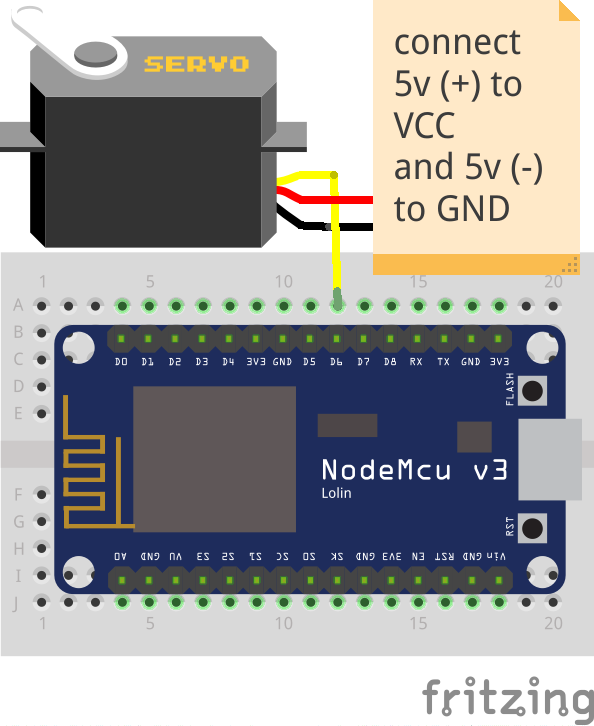 SERVO
connect
5v (+) to
VCC
and 5v (-)
to GND
1 5 10 15 20
A
B
C
D
E
F
G
H
I
J
D0 D1 D2 D3 D4 3V3 GND D5 D6 D7 D8 RX TX GND 3V3
FLASH
NodeMcu v3
Lolin
RST
A0 GND VU S3 S2 S1 SC SO SK GND 3V3 EN RST GND Vin
1 5 10 15 20
fritzing